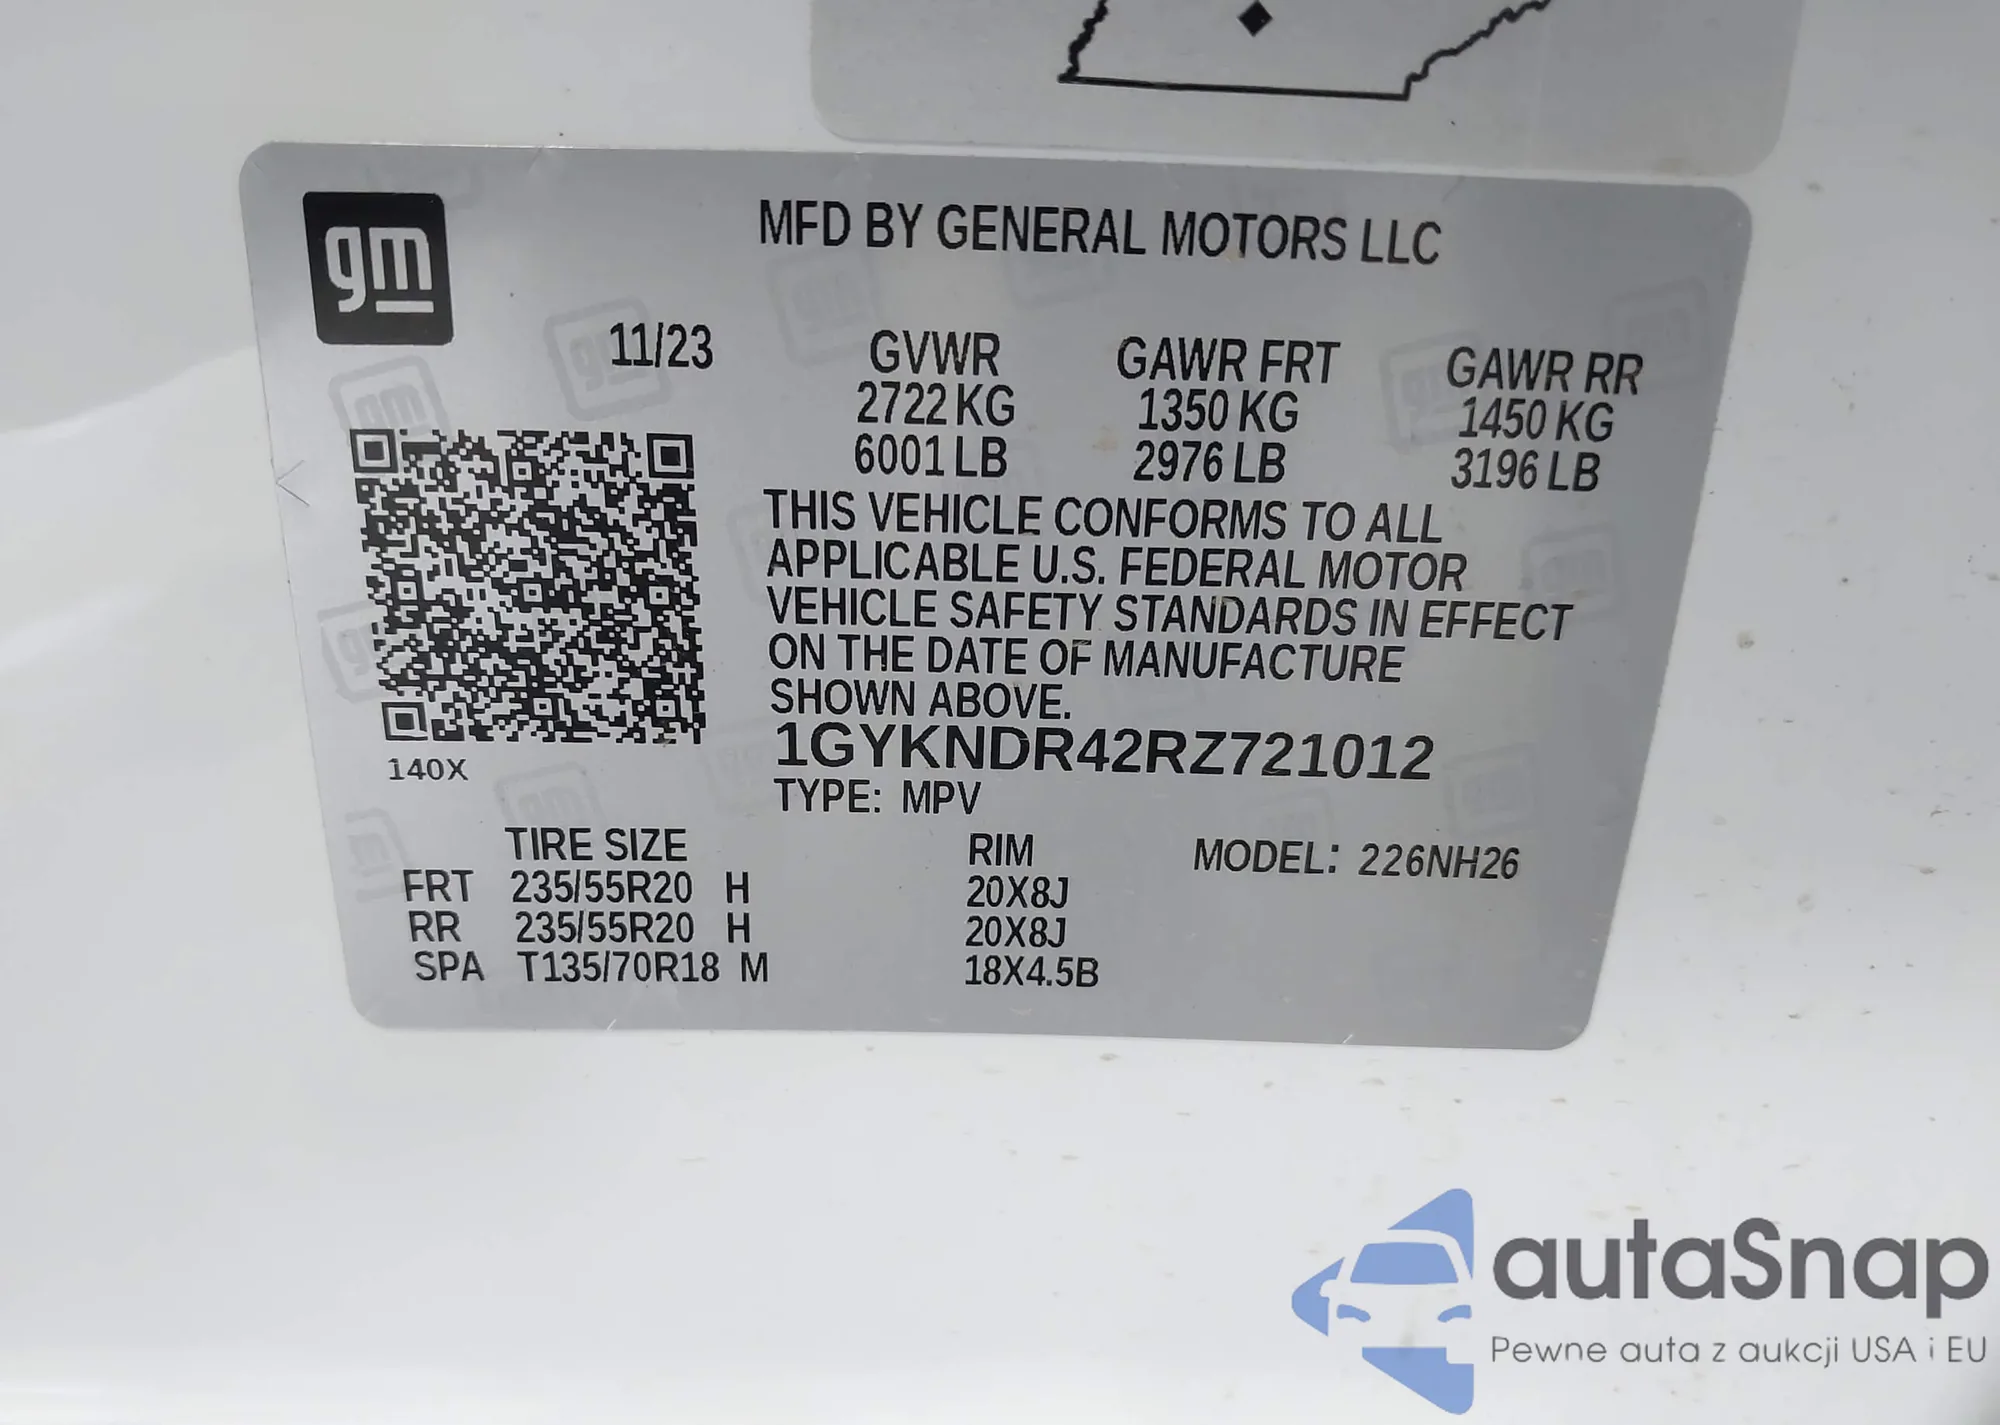 gm
MFD BY GENERAL MOTORS LLC
11/23
GVWR GAWR FRT GAWR RR
2722 KG 1350 KG 1450 KG
6001 LB 2976 LB 3196 LB
THIS VEHICLE CONFORMS TO ALL
APPLICABLE U.S. FEDERAL MOTOR
VEHICLE SAFETY STANDARDS IN EFFECT
ON THE DATE OF MANUFACTURE
SHOWN ABOVE.
1GYKNDR42RZ721012
140X
TYPE: MPV
TIRE SIZE RIM MODEL: 226NH26
FRT 235/55R20 H 20X8J
RR 235/55R20 H 20X8J
SPA T135/70R18 M 18X4.5B
autaSnap
Pewne auta z aukcji USA i EU